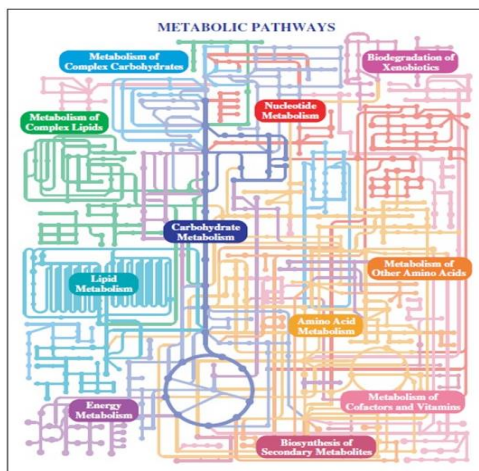 METABOLIC PATHWAYS
Metabolism of
Complex Carbohydrates
Biodegradation of
Xenobiotics
Nucleotide
Metabolism
Metabolism of
Complex Lipids
Carbohydrate
Metabolism
Metabolism of
Other Amino Acids
Lipid
Metabolism
Amino Acid
Metabolism
Metabolism of
Cofactors and Vitamins
Energy
Metabolism
Biosynthesis of
Secondary Metabolites